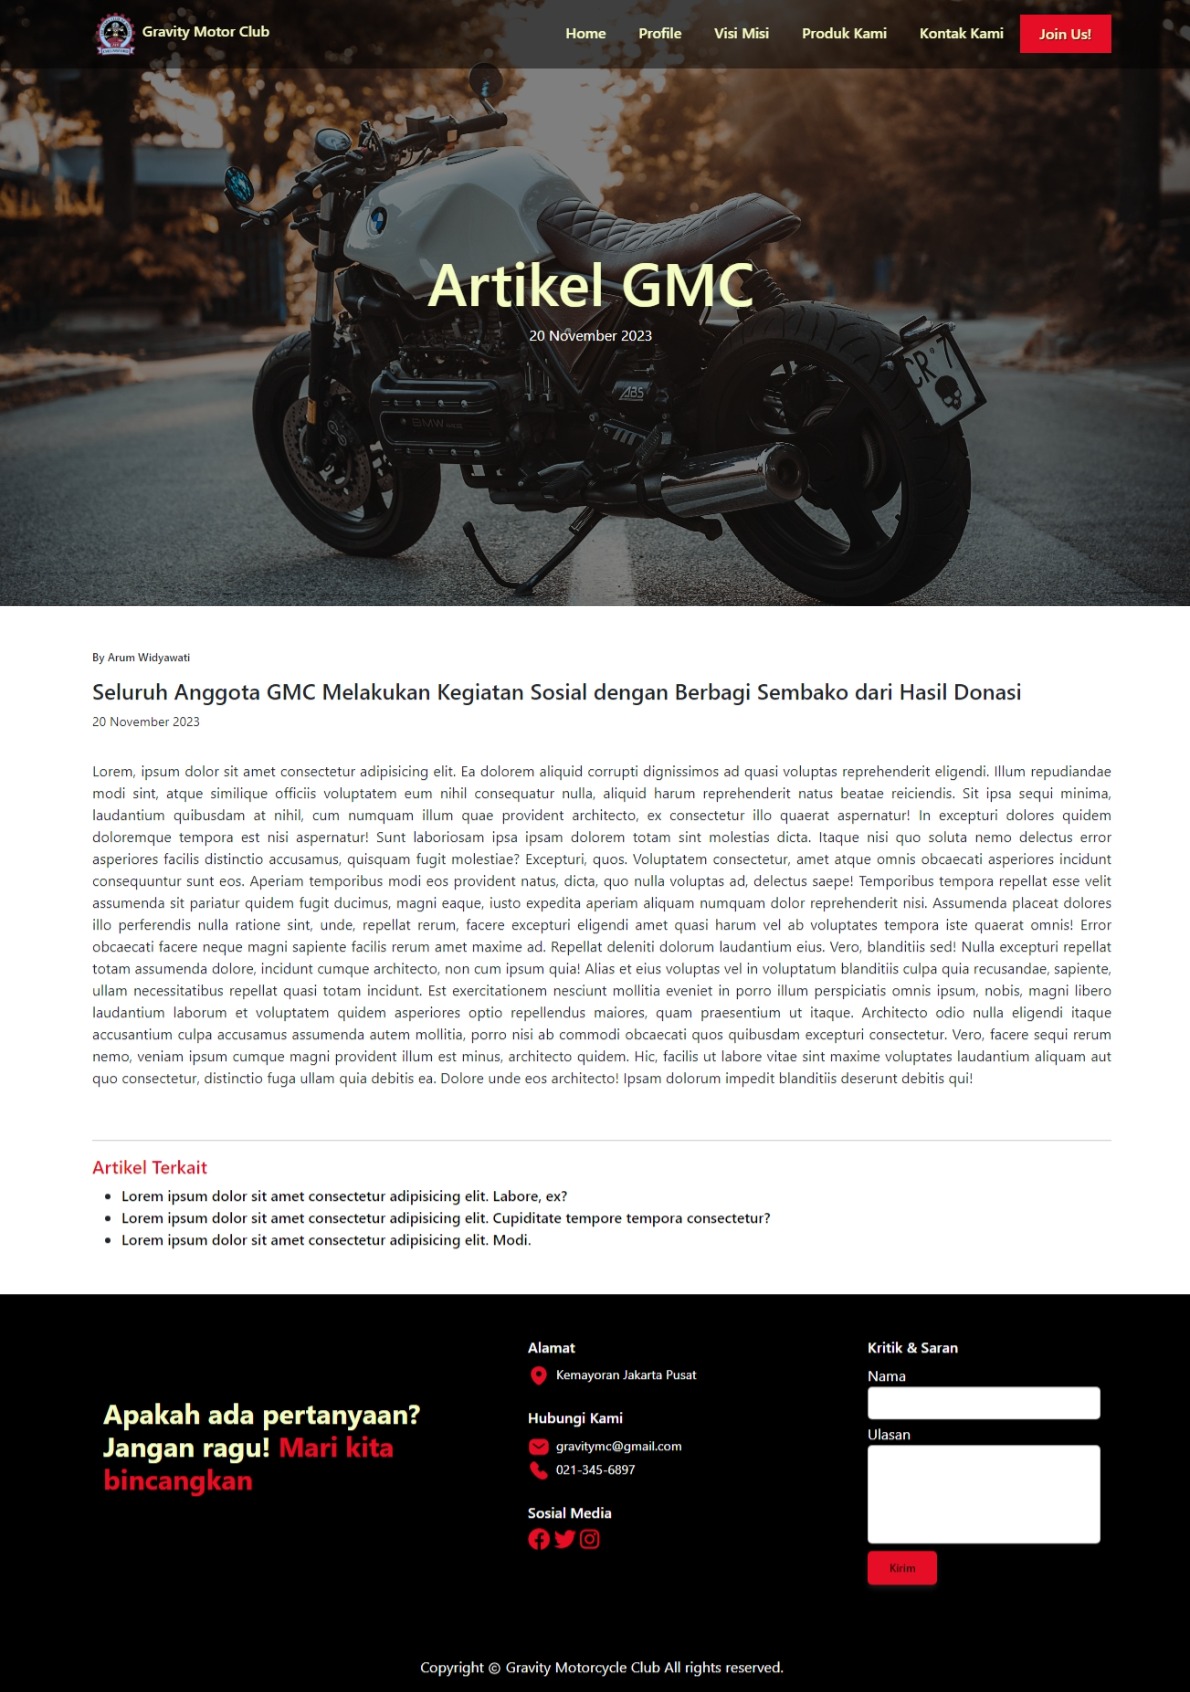 Gravity Motor Club
Home Profile Visi Misi Produk Kami Kontak Kami Join Us!
Artikel GMC
20 November 2023
ABS
BMW
CR 7
By Arum Widyawati
Seluruh Anggota GMC Melakukan Kegiatan Sosial dengan Berbagi Sembako dari Hasil Donasi
20 November 2023
Lorem, ipsum dolor sit amet consectetur adipisicing elit. Ea dolorem aliquid corrupti dignissimos ad quasi voluptas reprehenderit eligendi. Illum repudiandae
modi sint, atque similique officiis voluptatem eum nihil consequatur nulla, aliquid harum reprehenderit natus beatae reiciendis. Sit ipsa sequi minima,
laudantium quibusdam at nihil, cum numquam illum quae provident architecto, ex consectetur illo quaerat aspernatur! In excepturi dolores quidem
doloremque tempora est nisi aspernatur! Sunt laboriosam ipsa ipsam dolorem totam sint molestias dicta. Itaque nisi quo soluta nemo delectus error
asperiores facilis distinctio accusamus, quisquam fugit molestiae? Excepturi, quos. Voluptatem consectetur, amet atque omnis obcaecati asperiores incidunt
consequuntur sunt eos. Aperiam temporibus modi eos provident natus, dicta, quo nulla voluptas ad, delectus saepe! Temporibus tempora repellat esse velit
assumenda sit pariatur quidem fugit ducimus, magni eaque, iusto expedita aperiam aliquam numquam dolor reprehenderit nisi. Assumenda placeat dolores
illo perferendis nulla ratione sint, unde, repellat rerum, facere excepturi eligendi amet quasi harum vel ab voluptates tempora iste quaerat omnis! Error
obcaecati facere neque magni sapiente facilis rerum amet maxime ad. Repellat deleniti dolorum laudantium eius. Vero, blanditiis sed! Nulla excepturi repellat
totam assumenda dolore, incidunt cumque architecto, non cum ipsum quia! Alias et eius voluptas vel in voluptatum blanditiis culpa quia recusandae, sapiente,
ullam necessitatibus repellat quasi totam incidunt. Est exercitationem nesciunt mollitia eveniet in porro illum perspiciatis omnis ipsum, nobis, magni libero
laudantium laborum et voluptatem quidem asperiores optio repellendus maiores, quam praesentium ut itaque. Architecto odio nulla eligendi itaque
accusantium culpa accusamus assumenda autem mollitia, porro nisi ab commodi obcaecati quos quibusdam excepturi consectetur. Vero, facere sequi rerum
nemo, veniam ipsum cumque magni provident illum est minus, architecto quidem. Hic, facilis ut labore vitae sint maxime voluptates laudantium aliquam aut
quo consectetur, distinctio fuga ullam quia debitis ea. Dolore unde eos architecto! Ipsam dolorum impedit blanditiis deserunt debitis qui!
Artikel Terkait
Lorem ipsum dolor sit amet consectetur adipisicing elit. Labore, ex?
Lorem ipsum dolor sit amet consectetur adipisicing elit. Cupiditate tempore tempora consectetur?
Lorem ipsum dolor sit amet consectetur adipisicing elit. Modi.
Apakah ada pertanyaan?
Jangan ragu! Mari kita
bincangkan
Alamat
Kemayoran Jakarta Pusat
Hubungi Kami
gravitymc@gmail.com
021-345-6897
Sosial Media
Kritik & Saran
Nama
Ulasan
Kirim
Copyright © Gravity Motorcycle Club All rights reserved.